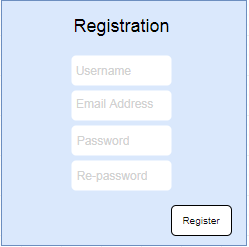 Registration
Username
Email Address
Password
Re-password
Register